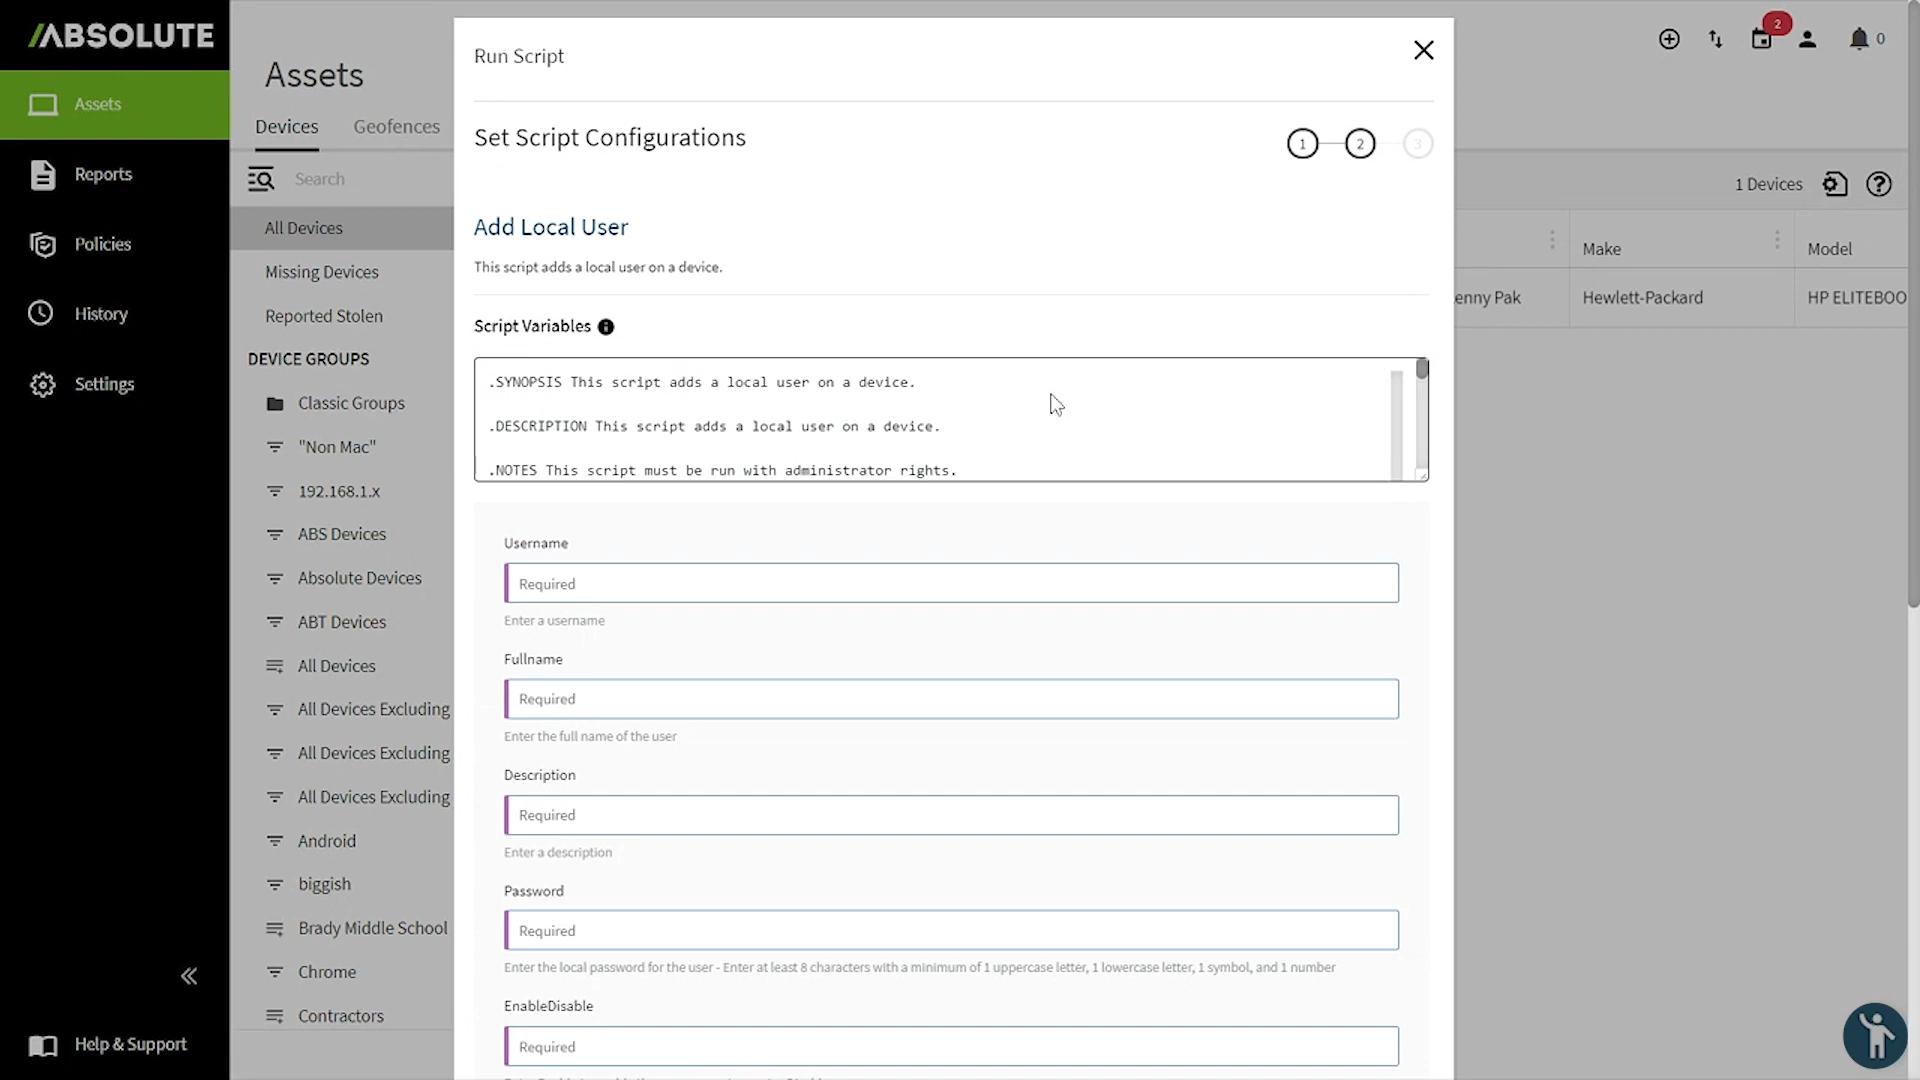 ABSOLUTE
Assets
Reports
Policies
History
Settings
Help & Support
Assets
Devices
Geofences
Search
All Devices
Missing Devices
Reported Stolen
DEVICE GROUPS
Classic Groups
"Non Mac"
192.168.1.x
ABS Devices
Absolute Devices
ABT Devices
All Devices
All Devices Excluding
All Devices Excluding
All Devices Excluding
Android
biggish
Brady Middle School
Chrome
Contractors
Run Script
Set Script Configurations
1
2
3
Add Local User
This script adds a local user on a device.
Script Variables
.SYNOPSIS This script adds a local user on a device.
.DESCRIPTION This script adds a local user on a device.
.NOTES This script must be run with administrator rights.
Username
Required
Enter a username
Fullname
Required
Enter the full name of the user
Description
Required
Enter a description
Password
Required
Enter the local password for the user - Enter at least 8 characters with a minimum of 1 uppercase letter, 1 lowercase letter, 1 symbol, and 1 number
EnableDisable
Required
2
0
1 Devices
Make
Model
enny Pak
Hewlett-Packard
HP ELITEBOO